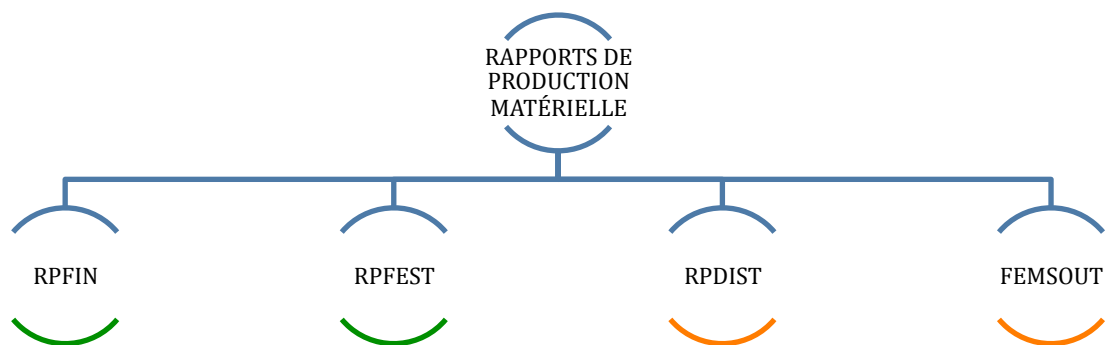 RAPPORTS DE
PRODUCTION
MATÉRIELLE
RPFIN
RPFEST
RPDIST
FEMSOUT